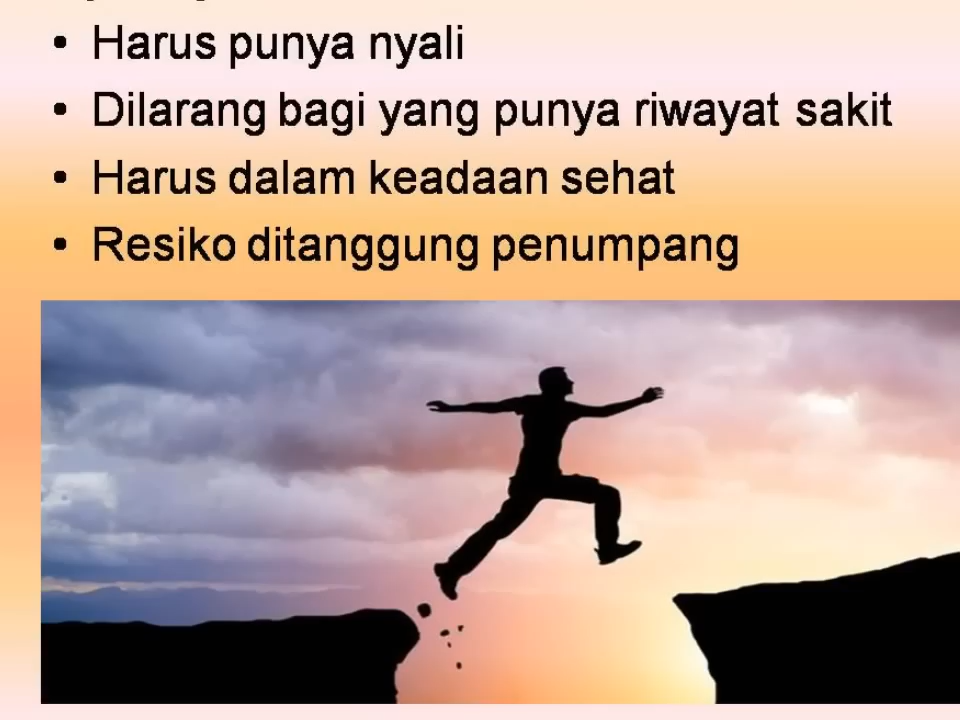 • Harus punya nyali
• Dilarang bagi yang punya riwayat sakit
• Harus dalam keadaan sehat
• Resiko ditanggung penumpang